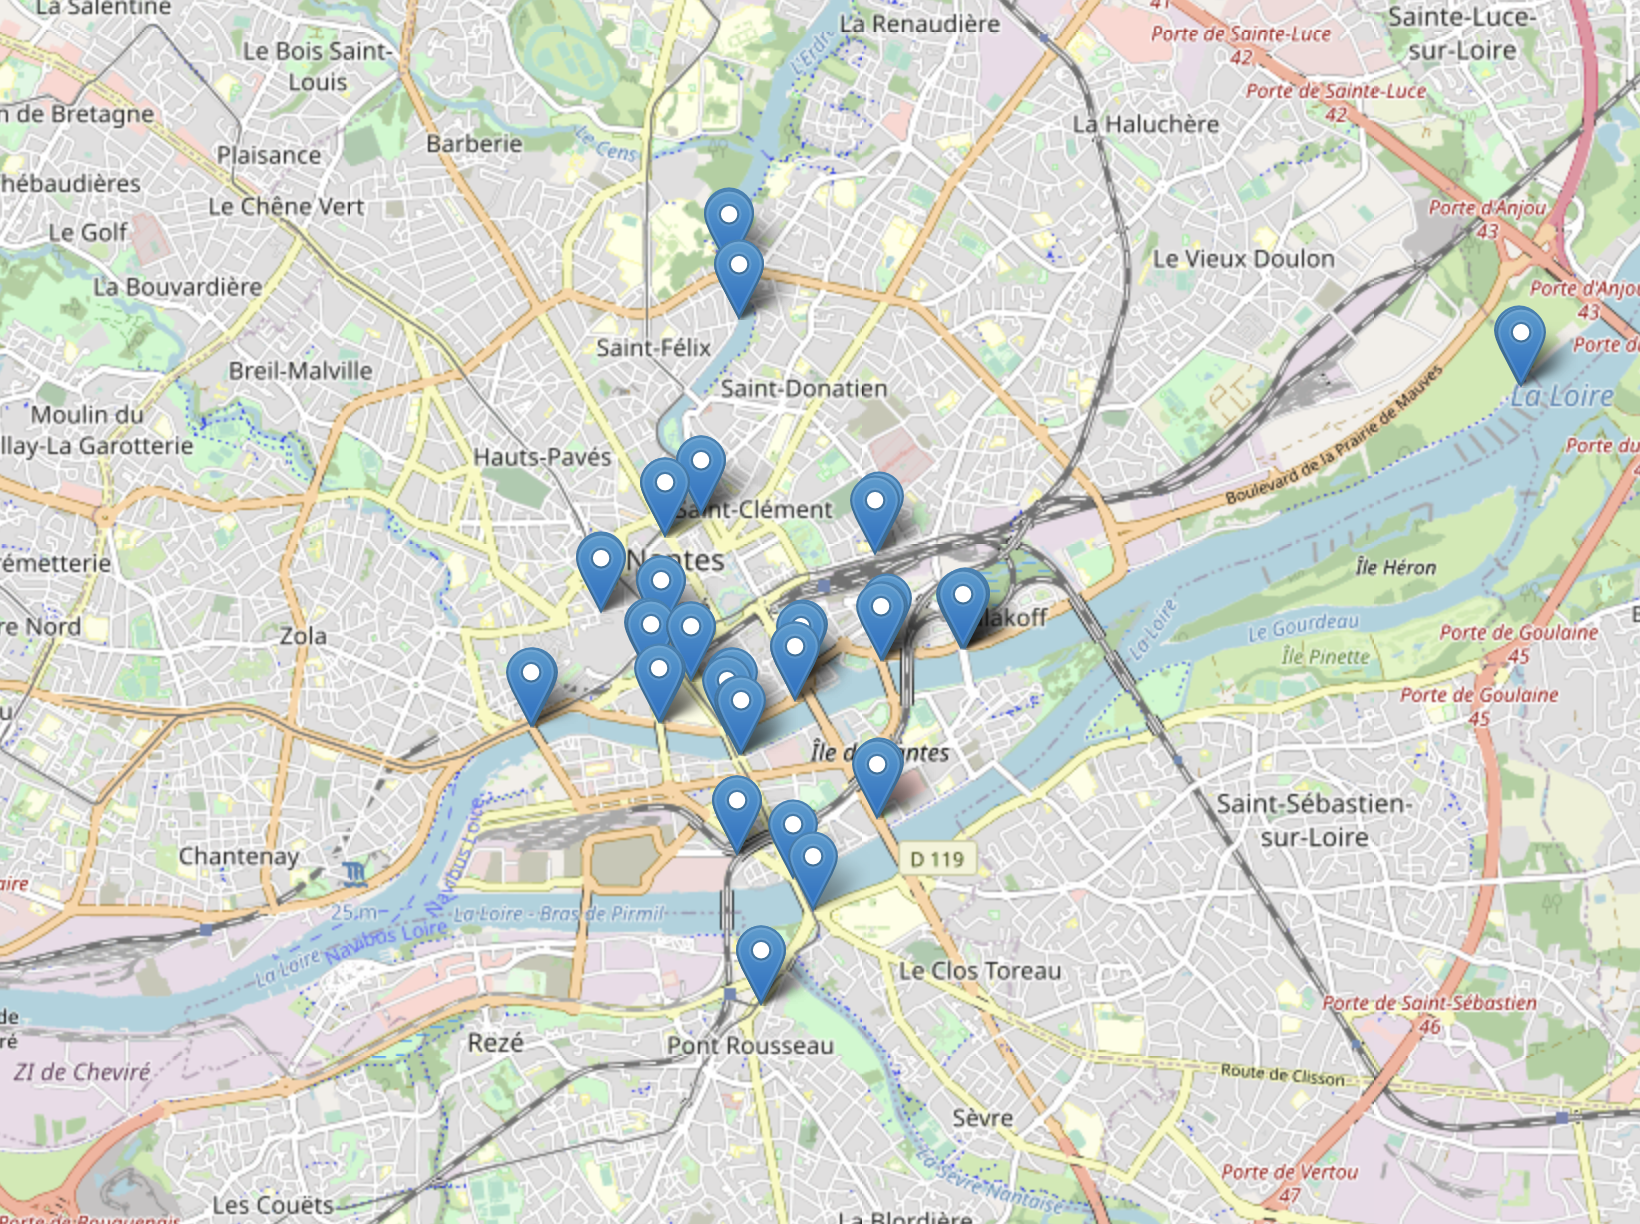 La Salentine
La Renaudière
41
Sainte-Luce-
sur-Loire
Porte de Sainte-Luce
42
Le Bois Saint-
Louis
L'Erdre
Porte de Sainte-Luce
42
n de Bretagne
La Haluchère
Barberie
Le Cens
Plaisance
hébaudières
Le Chêne Vert
Porte d'Anjou
43
Le Golf
Le Vieux Doulon
La Bouvardière
Porte d'Anjou
43
Saint-Félix
Porte du
Breil-Malville
Saint-Donatien
La Loire
Moulin du
llay-La Garotterie
Boulevard de la Prairie de Mauves
Porte du
Hauts-Pavés
Saint-Clément
Nantes
émetterie
Île Héron
re Nord
Zola
lakoff
La Loire
Le Gourdeau
Porte de Goulaine
45
Île Pinette
Porte de Goulaine
45
Île de Nantes
Saint-Sébastien-
sur-Loire
Chantenay
D 119
aire
Navibus Loire
25 m
La Loire - Bras de Pirmil
Navibus Loire
La Loire
Le Clos Toreau
Porte de Saint-Sébastien
46
de
ré
Rezé
Pont Rousseau
ZI de Cheviré
Route de Clisson
Sèvre
La Sèvre Nantaise
Porte de Vertou
47
Les Couëts
Porte de Bouguenais
La Blordière